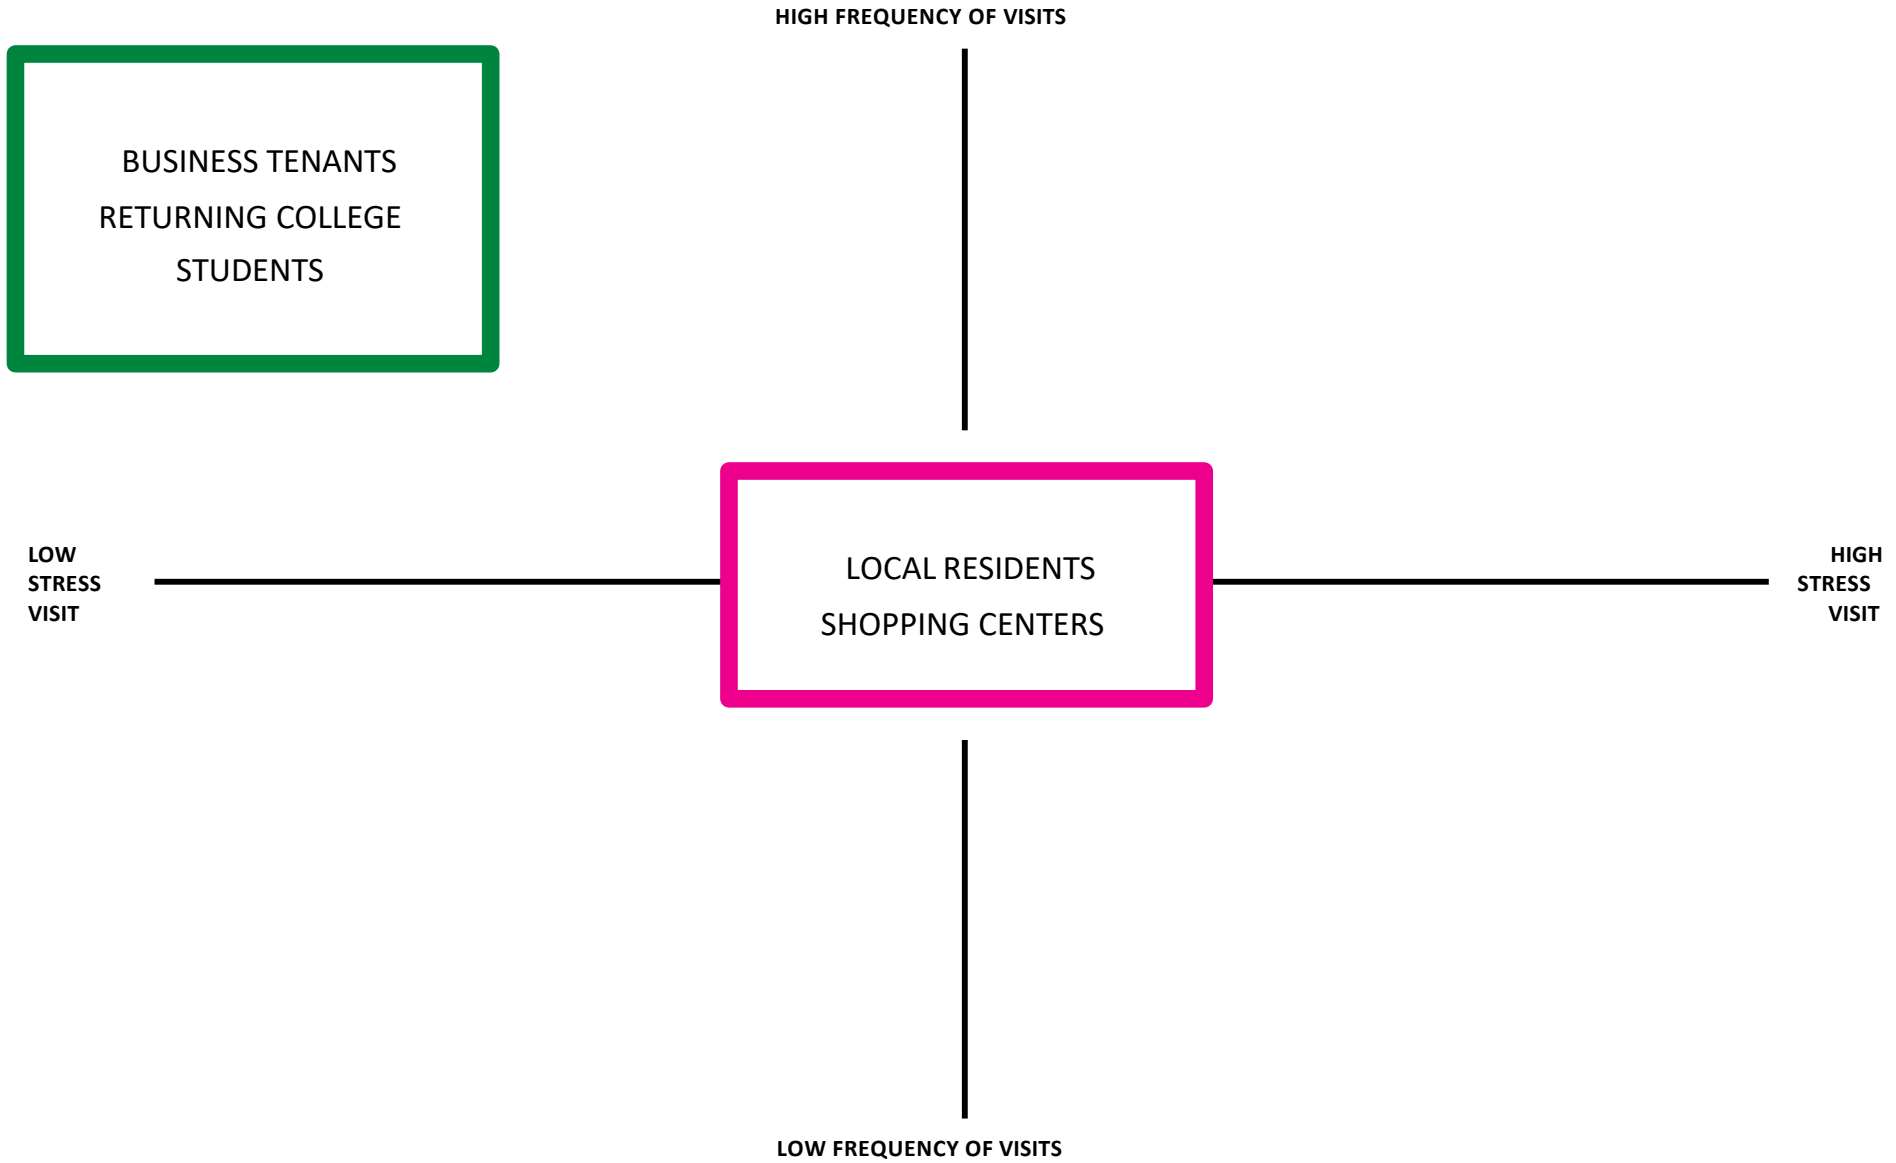 HIGH FREQUENCY OF VISITS
BUSINESS TENANTS
RETURNING COLLEGE
STUDENTS
LOW
STRESS
VISIT
LOCAL RESIDENTS
SHOPPING CENTERS
HIGH
STRESS
VISIT
LOW FREQUENCY OF VISITS